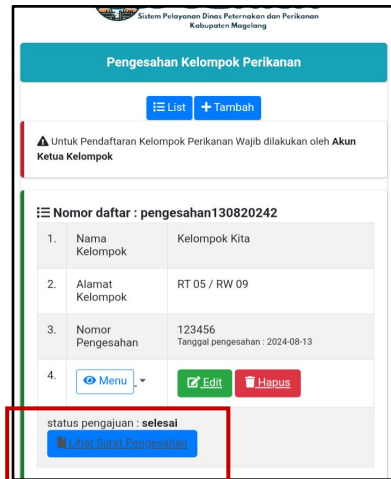 Sistem Pelayanan Dinas Peternakan dan Perikanan
Kabupaten Magelang
Pengesahan Kelompok Perikanan
List + Tambah
Untuk Pendaftaran Kelompok Perikanan Wajib dilakukan oleh Akun
Ketua Kelompok
Nomor daftar : pengesahan130820242
1. Nama Kelompok Kelompok Kita
2. Alamat Kelompok RT 05 / RW 09
3. Nomor Pengesahan 123456
Tanggal pengesahan : 2024-08-13
4. Menu Edit Hapus
status pengajuan : selesai
Lihat Surat Pengesahan